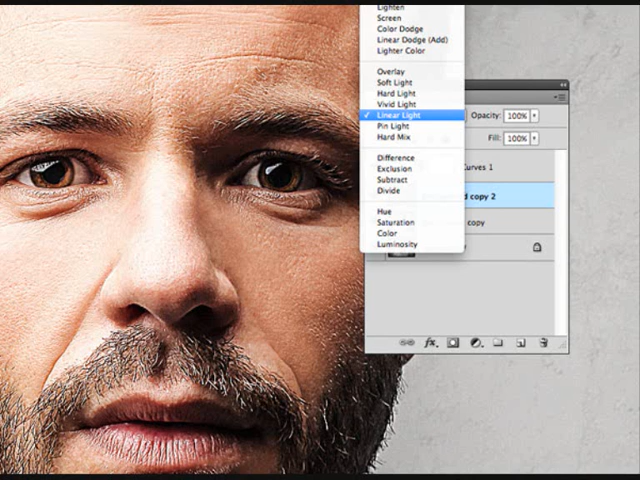 Lighten
Screen
Color Dodge
Linear Dodge (Add)
Lighter Color
Overlay
Soft Light
Hard Light
Vivid Light
✓ Linear Light
Pin Light
Hard Mix
Difference
Exclusion
Subtract
Divide
Hue
Saturation
Color
Luminosity
Opacity: 100%
Fill: 100%
Curves 1
d copy 2
copy
fx